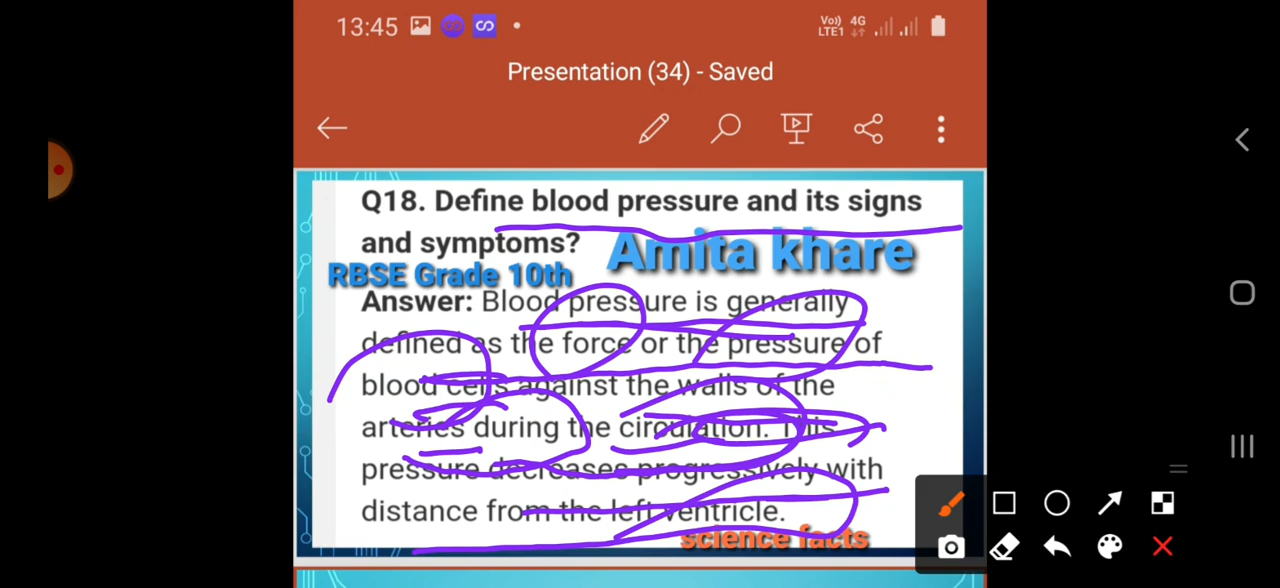 13:45
Vo)) 4G
LTE1
Presentation (34) - Saved
Q18. Define blood pressure and its signs
and symptoms?
Amita khare
RBSE Grade 10th
Answer: Blood pressure is generally
defined as the force or the pressure of
blood cells against the walls of the
arteries during the circulation. This
pressure decreases progressively with
distance from the left ventricle.
science facts